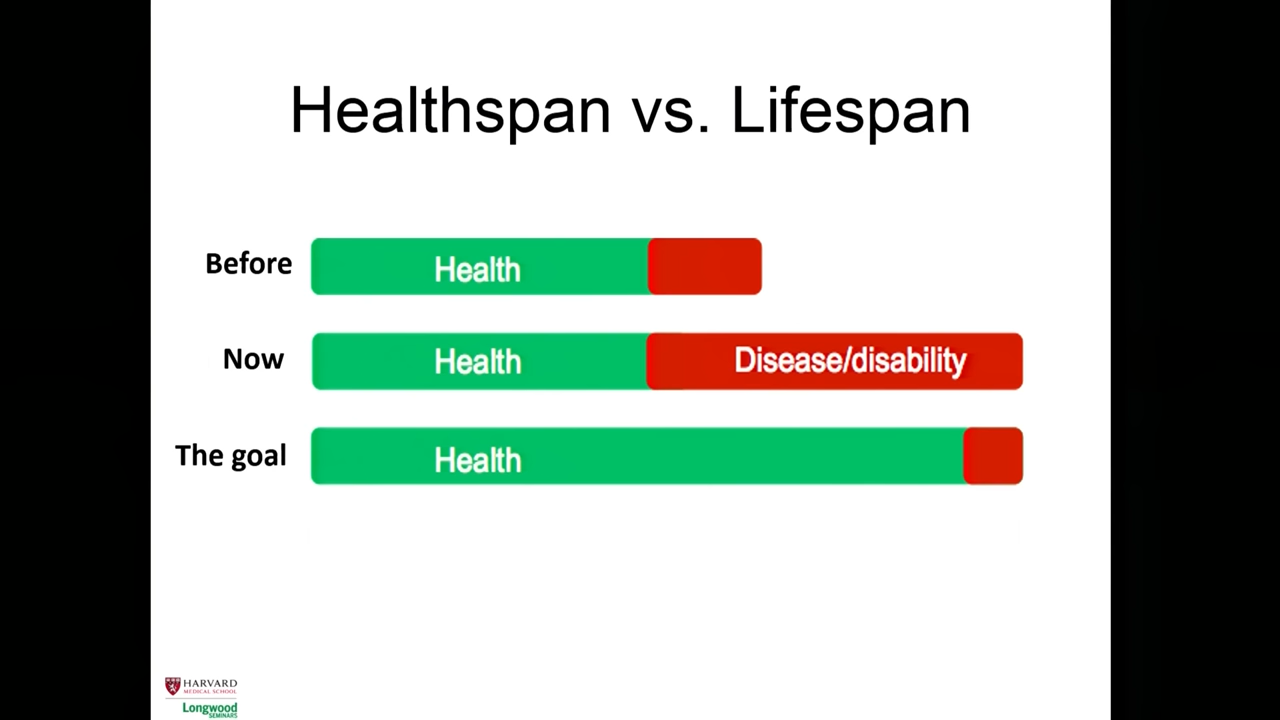 Healthspan vs. Lifespan
Before
Health
Now
Health
Disease/disability
The goal
Health
HARVARD
MEDICAL SCHOOL
Longwood
SEMINARS